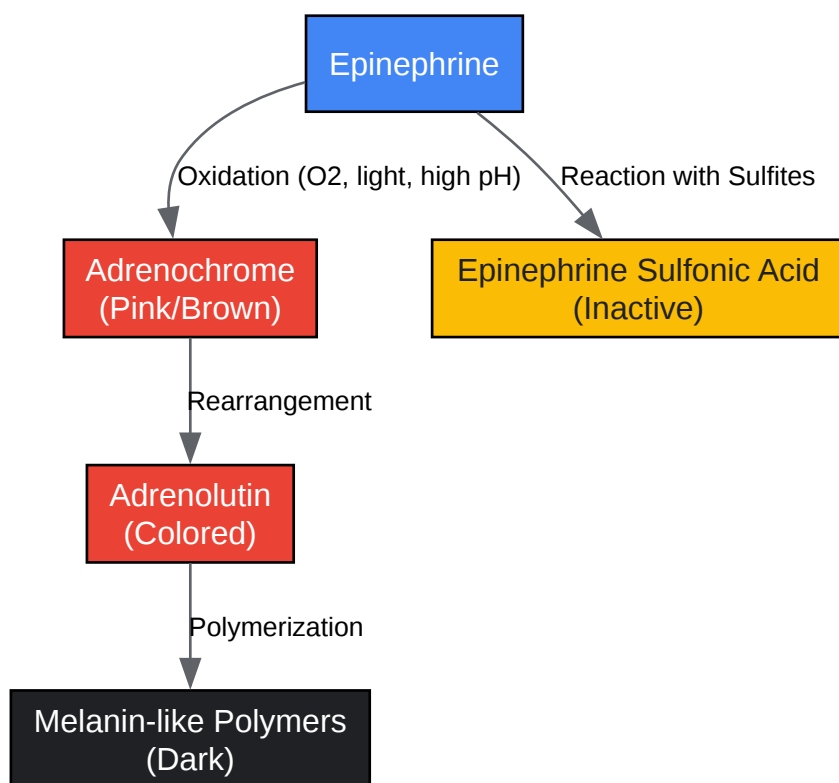 Epinephrine
Oxidation (O2, light, high pH)
Reaction with Sulfites
Adrenochrome
(Pink/Brown)
Epinephrine Sulfonic Acid
(Inactive)
Rearrangement
Adrenolutin
(Colored)
Polymerization
Melanin-like Polymers
(Dark)